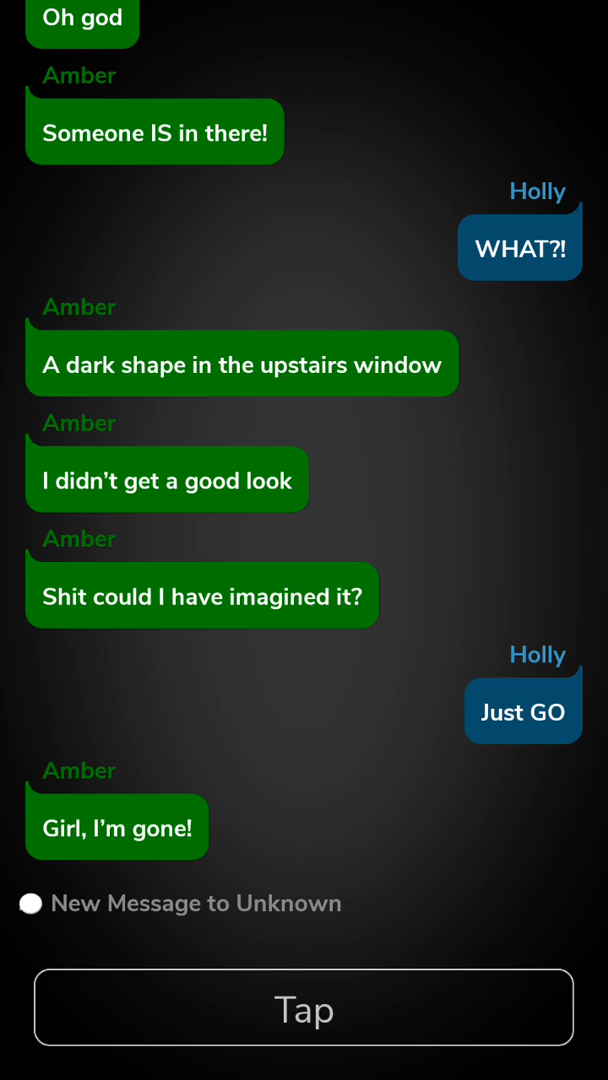 Oh god
Amber
Someone IS in there!
Holly
WHAT?!
Amber
A dark shape in the upstairs window
Amber
I didn’t get a good look
Amber
Shit could I have imagined it?
Holly
Just GO
Amber
Girl, I’m gone!
New Message to Unknown
Tap